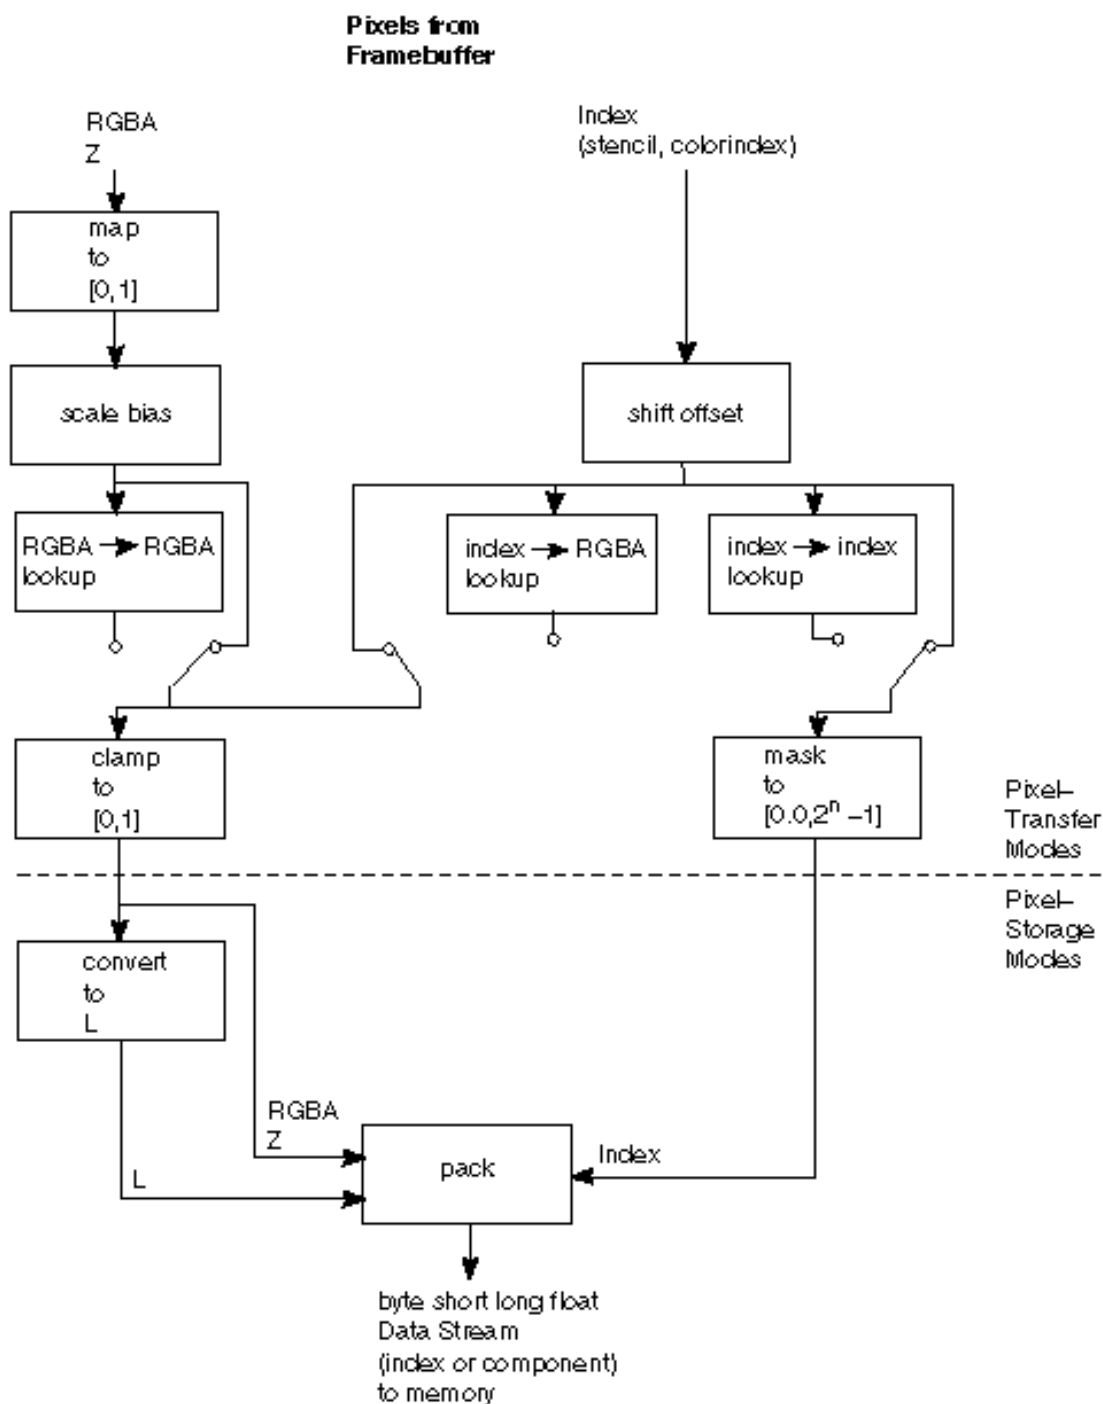 Pixels from
Framebuffer
RGBA
Z
Index
(stencil, colorindex)
map
to
[0,1]
scale bias
shift offset
RGBA RGBA
lookup
index RGBA
lookup
index index
lookup
clamp
to
[0,1]
mask
to
[0.0,2ⁿ –1]
Pixel–
Transfer
Modes
Pixel–
Storage
Modes
convert
to
L
RGBA
Z
L
pack
Index
byte short long float
Data Stream
(index or component)
to memory